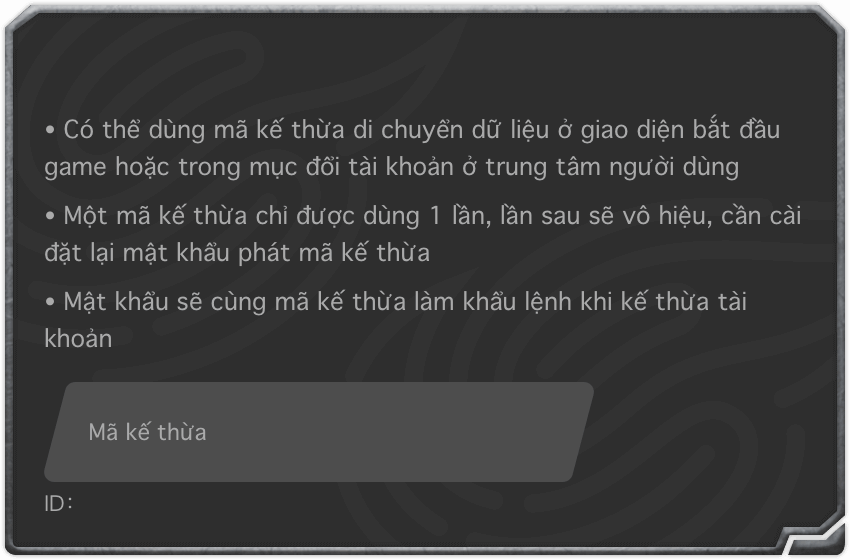 • Có thể dùng mã kế thừa di chuyển dữ liệu ở giao diện bắt đầu
game hoặc trong mục đổi tài khoản ở trung tâm người dùng
• Một mã kế thừa chỉ được dùng 1 lần, lần sau sẽ vô hiệu, cần cài
đặt lại mật khẩu phát mã kế thừa
• Mật khẩu sẽ cùng mã kế thừa làm khẩu lệnh khi kế thừa tài
khoản
Mã kế thừa
ID: